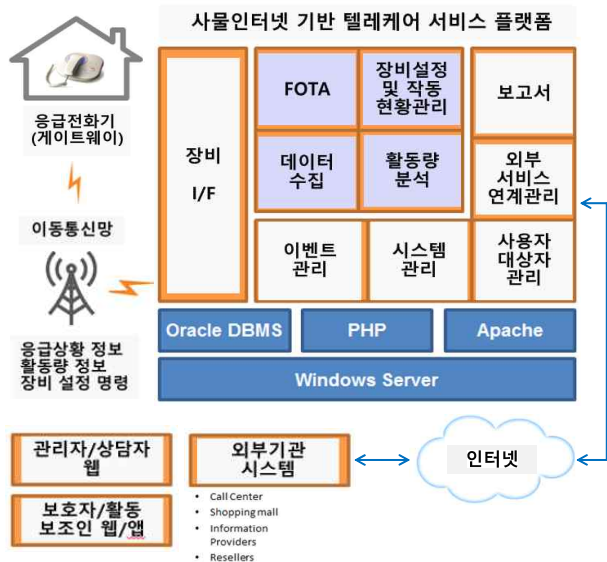 사물인터넷 기반 텔레케어 서비스 플랫폼
응급전화기
(게이트웨이)
이동통신망
응급상황 정보
활동량 정보
장비 설정 명령
장비
I/F
FOTA
장비설정
및 작동
현황관리
보고서
데이터
수집
활동량
분석
외부
서비스
연계관리
이벤트
관리
시스템
관리
사용자
대상자
관리
Oracle DBMS
PHP
Apache
Windows Server
관리자/상담자
웹
보호자/활동
보조인 웹/앱
외부기관
시스템
• Call Center
• Shopping mall
• Information
Providers
• Resellers
인터넷